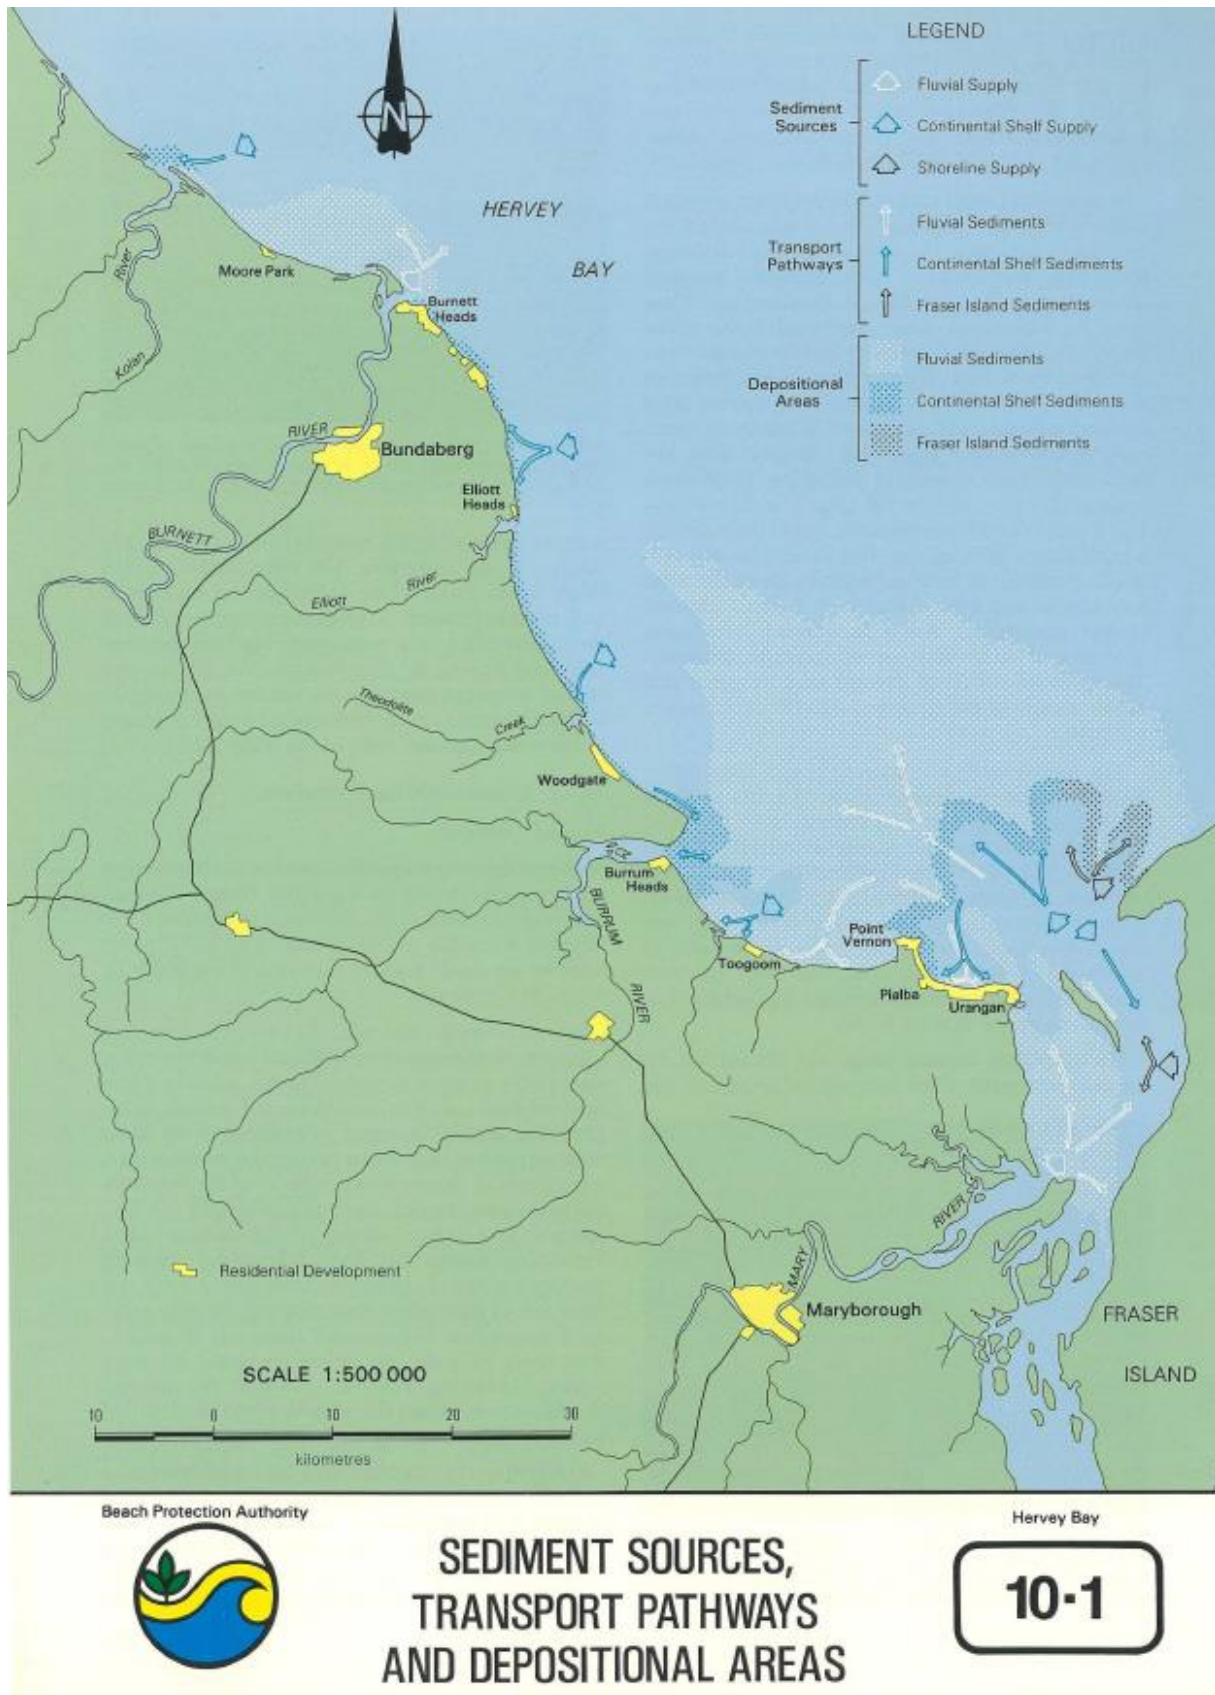 LEGEND
Sediment
Sources
Fluvial Supply
Continental Shelf Supply
Shoreline Supply
Transport
Pathways
Fluvial Sediments
Continental Shelf Sediments
Fraser Island Sediments
Depositional
Areas
Fluvial Sediments
Continental Shelf Sediments
Fraser Island Sediments
N
HERVEY
BAY
River
Kolan
Moore Park
Burnett
Heads
RIVER
Bundaberg
BURNETT
Elliott
Heads
Elliott
River
Theodolite
Creek
Woodgate
Burrum
Heads
BURRUM
RIVER
Toogoom
Point
Vernon
Pialba
Urangan
RIVER
MARY
Maryborough
FRASER
ISLAND
Residential Development
SCALE 1:500 000
10 0 10 20 30
kilometres
Beach Protection Authority
SEDIMENT SOURCES,
TRANSPORT PATHWAYS
AND DEPOSITIONAL AREAS
Hervey Bay
10·1